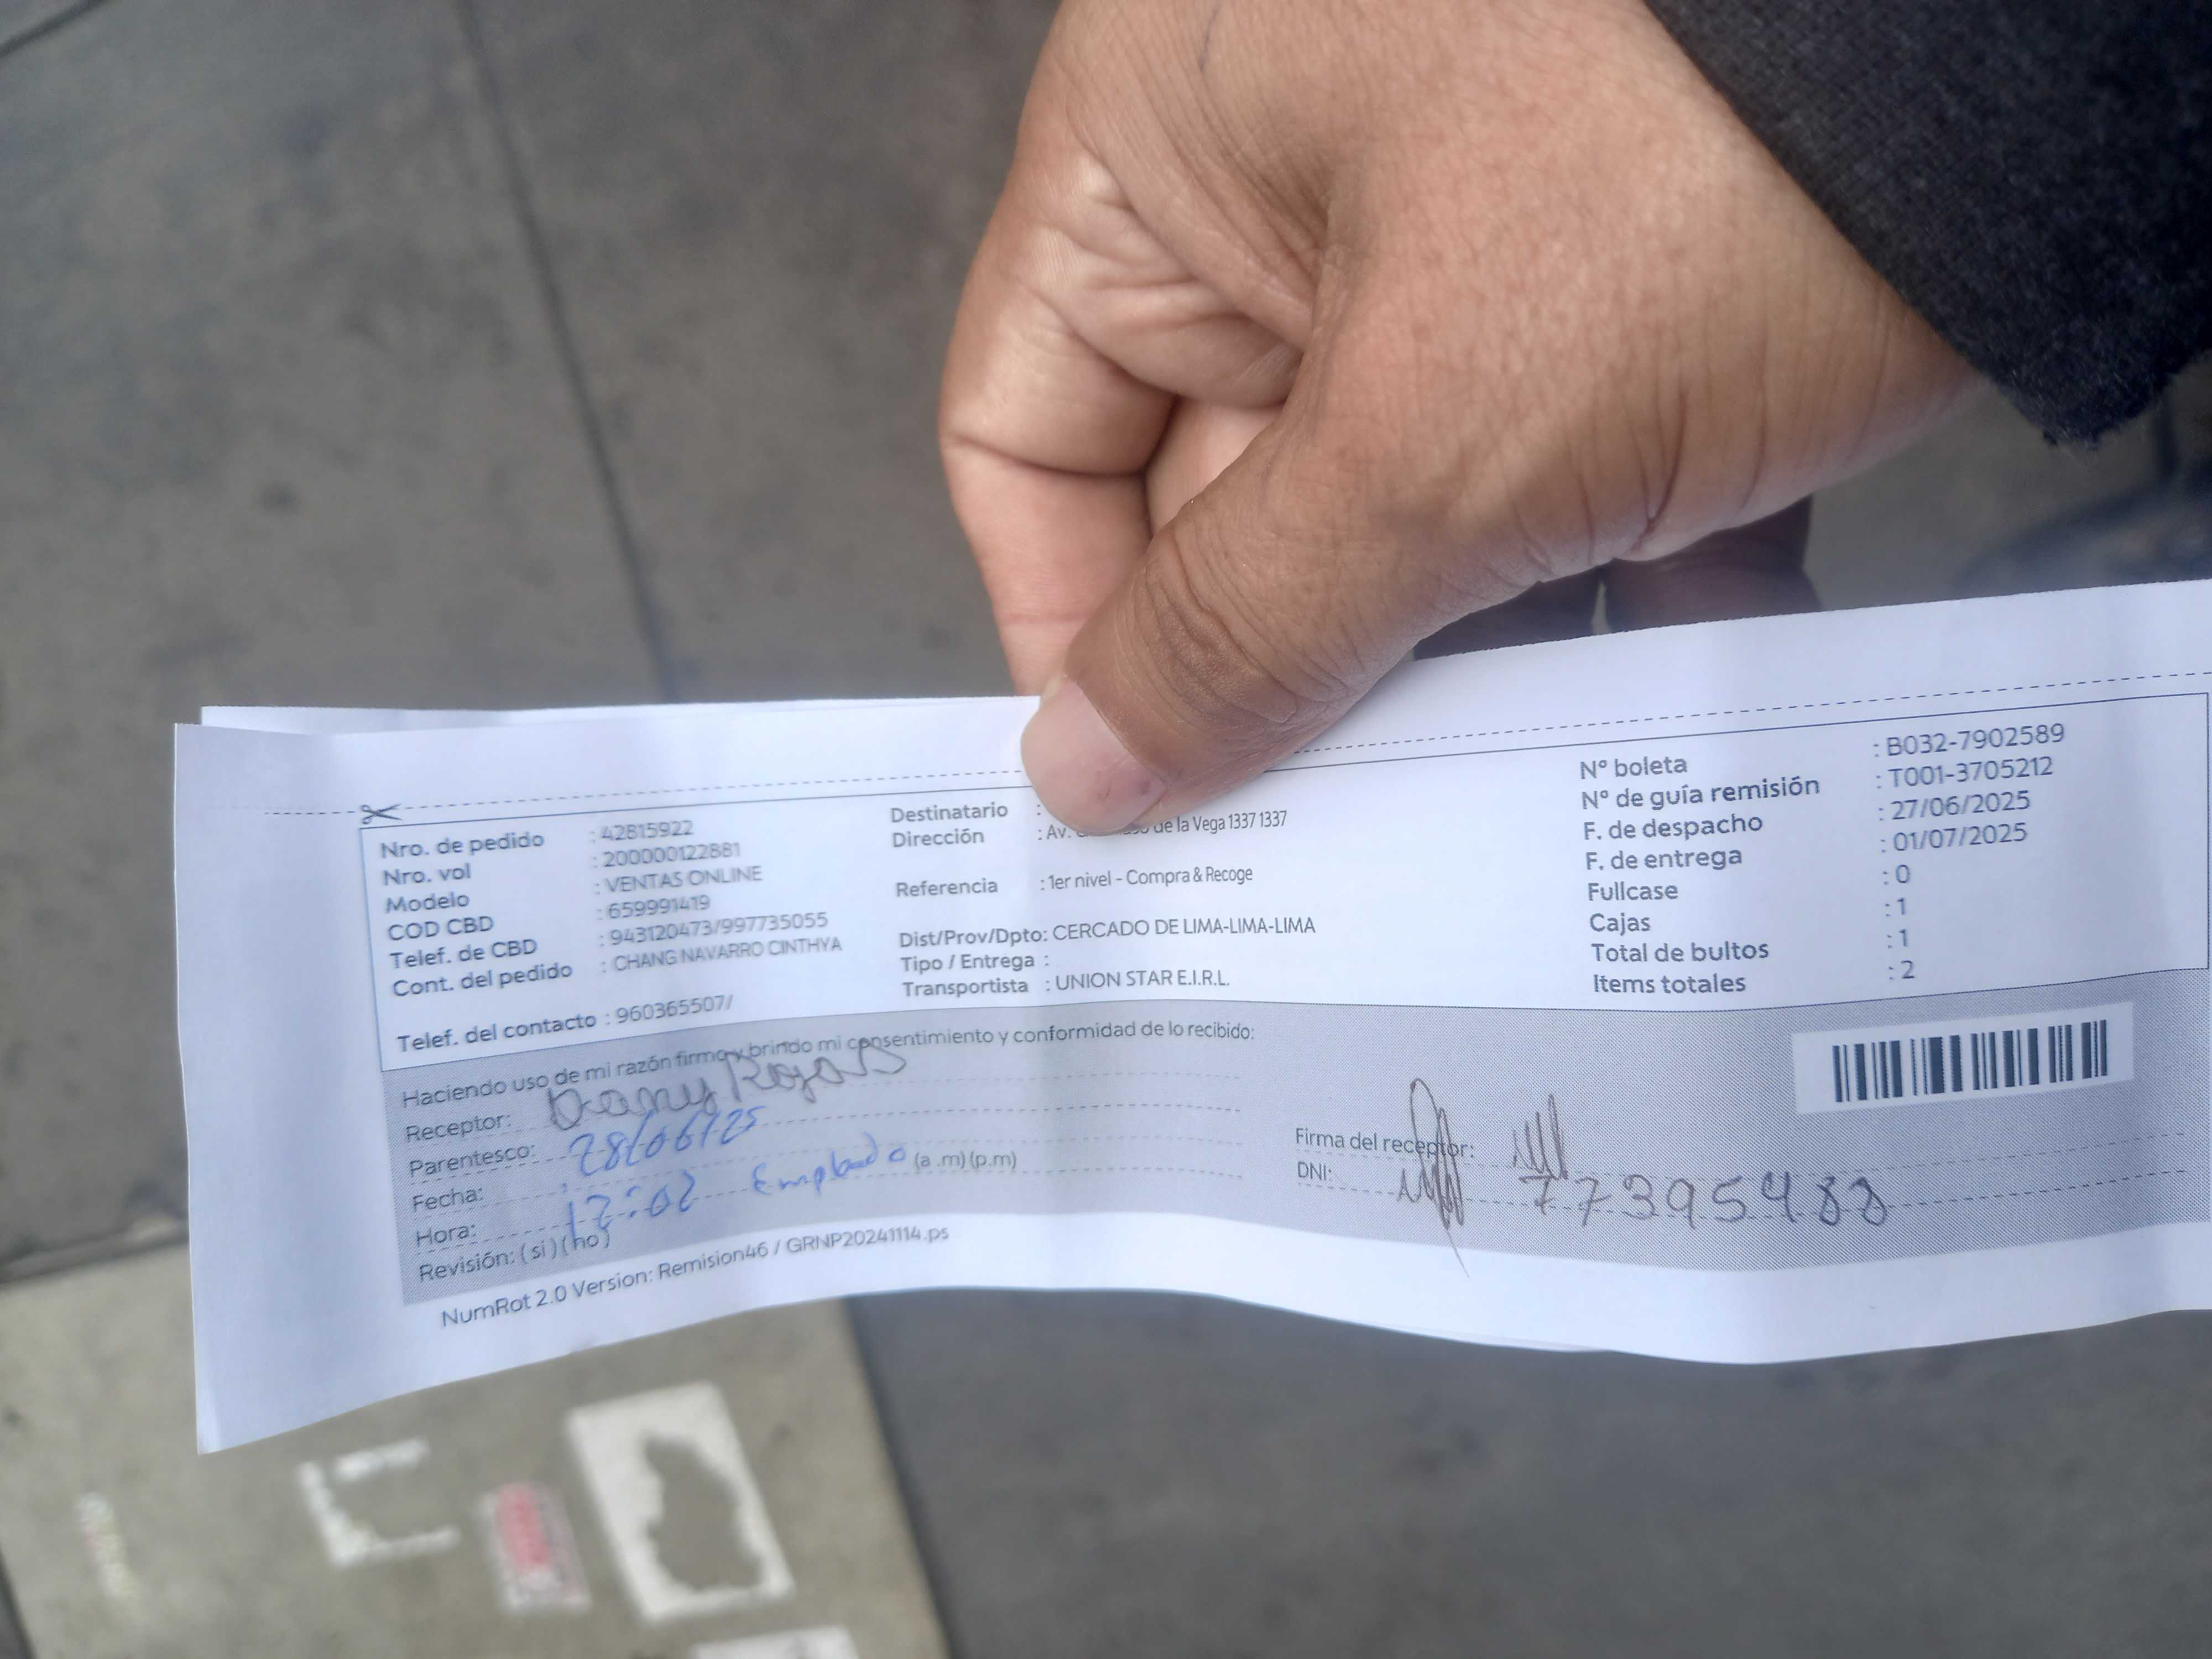 Nro. de pedido : 42815922
Nro. vol : 200000122881
Modelo : VENTAS ONLINE
COD CBD : 659991419
Telef. de CBD : 943120473/997735055
Cont. del pedido : CHANG NAVARRO CINTHYA
Telef. del contacto : 960365507/
Destinatario :
Dirección : Av. de la Vega 1337 1337
Referencia : 1er nivel - Compra & Recoge
Dist/Prov/Dpto: CERCADO DE LIMA-LIMA-LIMA
Tipo / Entrega :
Transportista : UNION STAR E.I.R.L.
Nº boleta : B032-7902589
Nº de guía remisión : T001-3705212
F. de despacho : 27/06/2025
F. de entrega : 01/07/2025
Fullcase : 0
Cajas : 1
Total de bultos : 1
Items totales : 2
Haciendo uso de mi razón firmo y brindo mi consentimiento y conformidad de lo recibido:
Receptor: Dany Rojas
Parentesco: 28/06/25
Fecha: Empleado (a .m) (p.m)
Hora: 12:02
Revisión: (si) (no)
Firma del receptor:
DNI: 77395488
NumRot 2.0 Version: Remision46 / GRNP20241114.ps